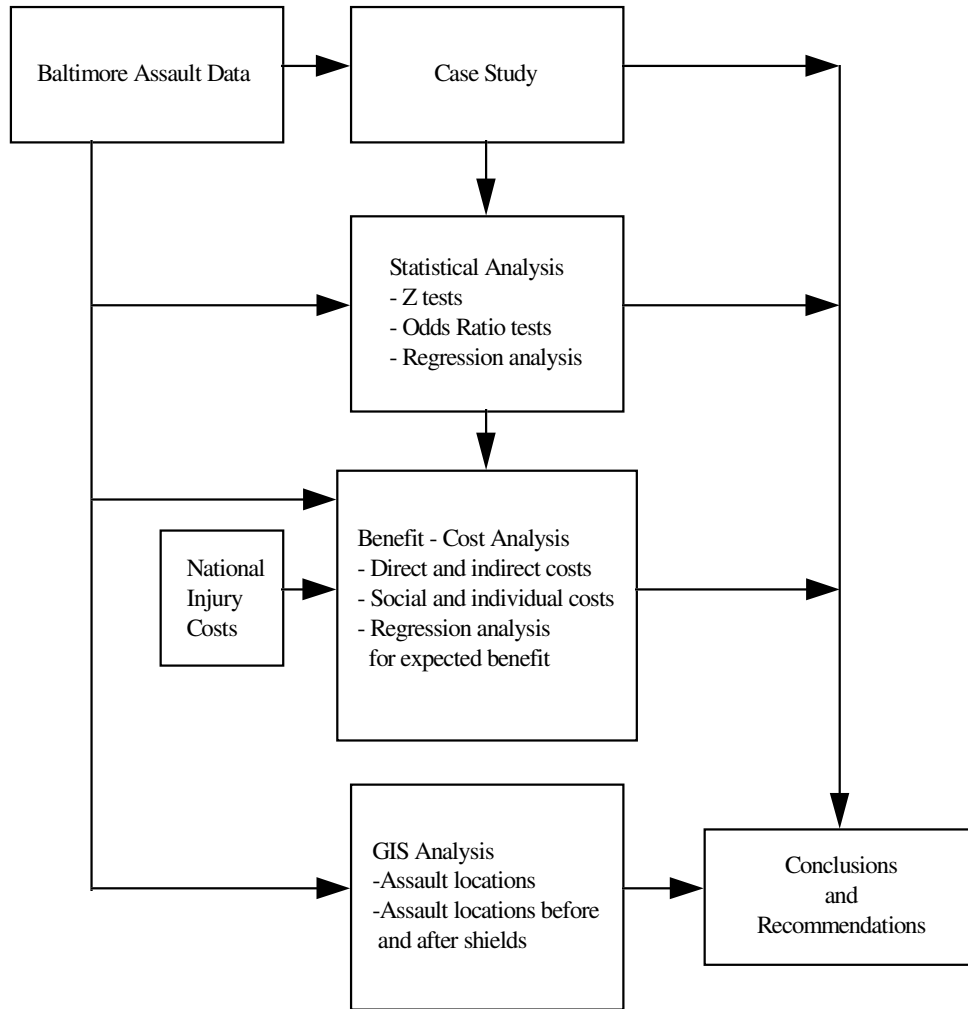 Baltimore Assault Data
Case Study
Statistical Analysis
- Z tests
- Odds Ratio tests
- Regression analysis
National
Injury
Costs
Benefit - Cost Analysis
- Direct and indirect costs
- Social and individual costs
- Regression analysis
for expected benefit
GIS Analysis
-Assault locations
-Assault locations before
and after shields
Conclusions
and
Recommendations